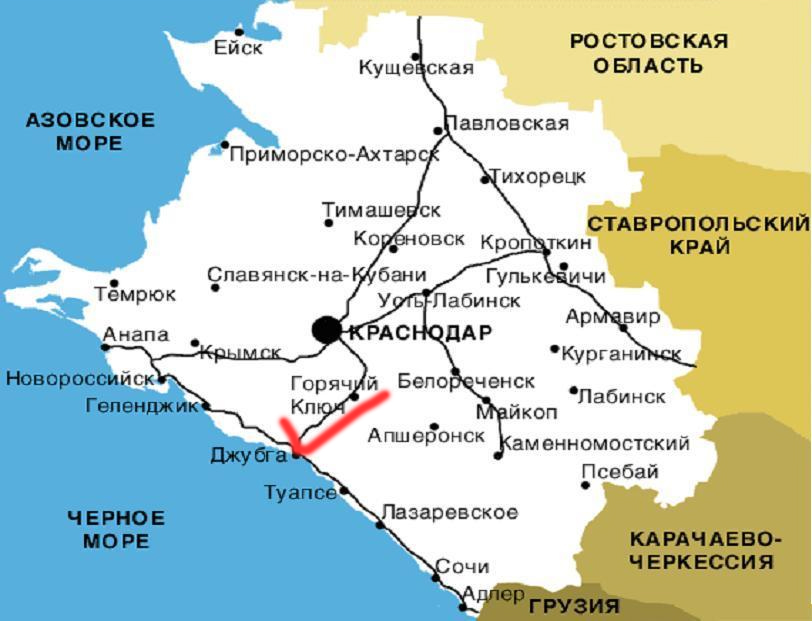 Ейск
Кущевская
РОСТОВСКАЯ
ОБЛАСТЬ
АЗОВСКОЕ
МОРЕ
Павловская
Приморско-Ахтарск
Тихорецк
Тимашевск
СТАВРОПОЛЬСКИЙ
КРАЙ
Кореновск
Кропоткин
Славянск-на-Кубани
Гулькевичи
Темрюк
Усть-Лабинск
Армавир
Анапа
КРАСНОДАР
Крымск
Курганинск
Новороссийск
Горячий
Ключ
Белореченск
Лабинск
Геленджик
Майкоп
Апшеронск
Каменномостский
Джубга
Псебай
Туапсе
Лазаревское
ЧЕРНОЕ
МОРЕ
КАРАЧАЕВО-
ЧЕРКЕССИЯ
Сочи
Адлер
ГРУЗИЯ